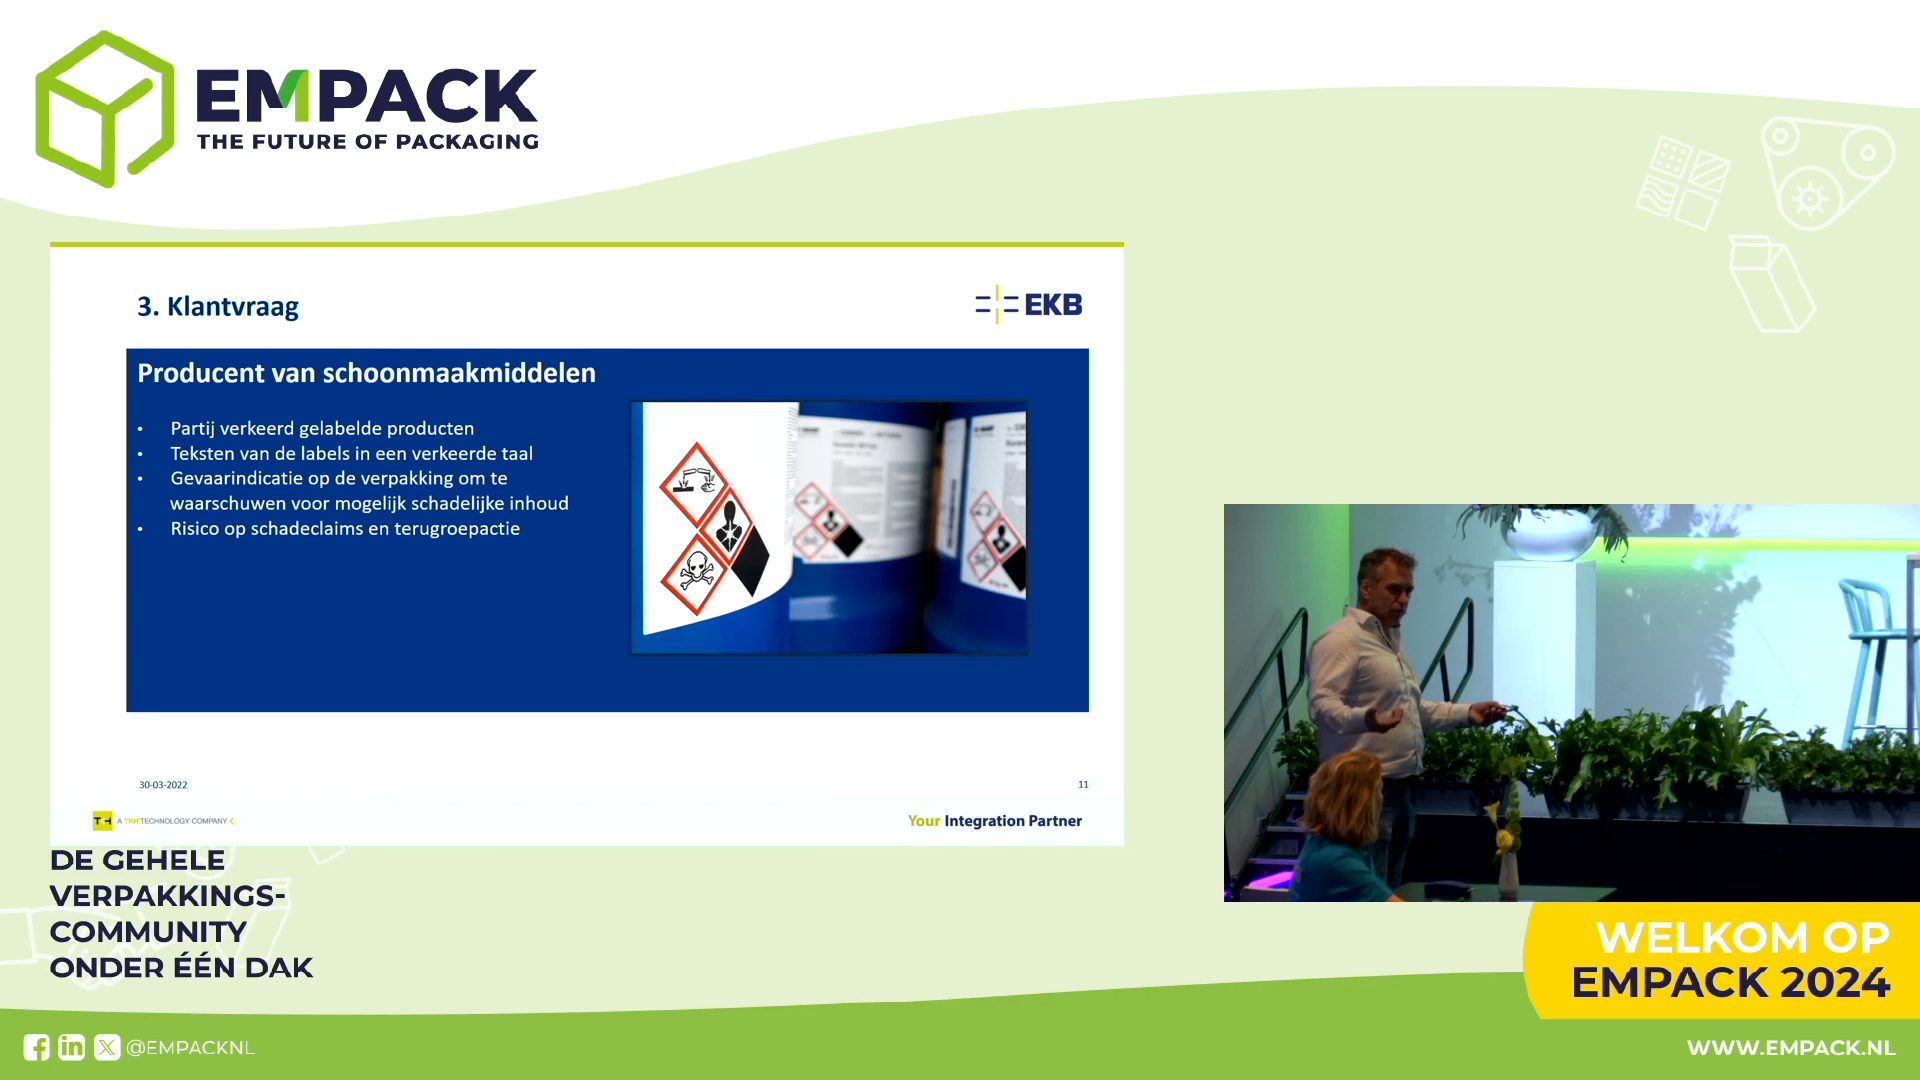 EMPACK
THE FUTURE OF PACKAGING
3. Klantvraag
EKB
Producent van schoonmaakmiddelen
• Partij verkeerd gelabelde producten
• Teksten van de labels in een verkeerde taal
• Gevaarindicatie op de verpakking om te
waarschuwen voor mogelijk schadelijke inhoud
• Risico op schadeclaims en terugroepactie
30-03-2022
11
TH A TKH TECHNOLOGY COMPANY
Your Integration Partner
DE GEHELE
VERPAKKINGS-
COMMUNITY
ONDER ÉÉN DAK
WELKOM OP
EMPACK 2024
@EMPACKNL
WWW.EMPACK.NL